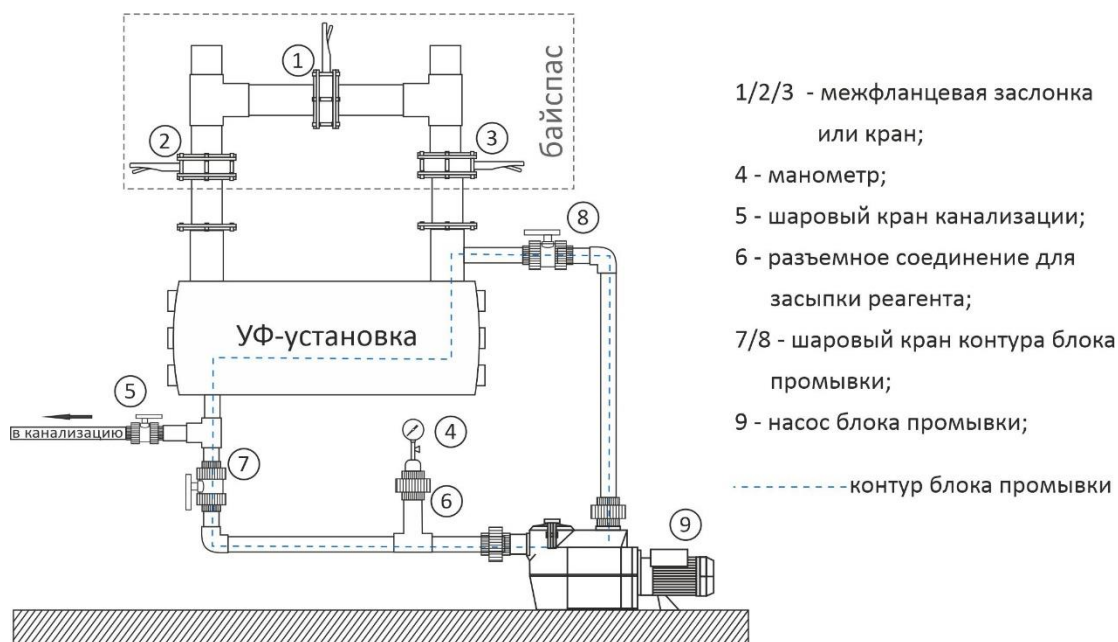 1
2
3
байспас
8
УФ-установка
5
в канализацию
4
7
6
9
1/2/3 - межфланцевая заслонка
или кран;
4 - манометр;
5 - шаровый кран канализации;
6 - разъемное соединение для
засыпки реагента;
7/8 - шаровый кран контура блока
промывки;
9 - насос блока промывки;
контур блока промывки